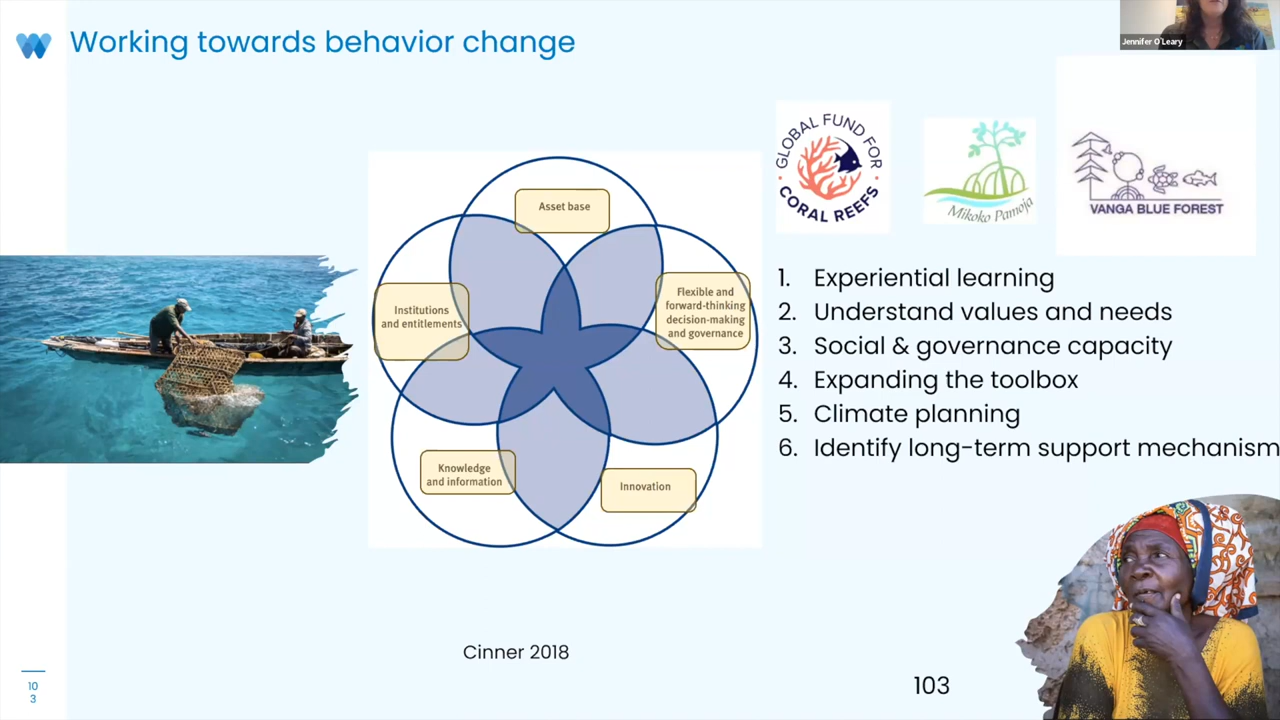 Working towards behavior change
Jennifer O'Leary
GLOBAL FUND FOR
CORAL REEFS
Mikoko Pamoja
VANGA BLUE FOREST
Asset base
Institutions
and entitlements
Flexible and
forward-thinking
decision-making
and governance
Knowledge
and information
Innovation
1. Experiential learning
2. Understand values and needs
3. Social & governance capacity
4. Expanding the toolbox
5. Climate planning
6. Identify long-term support mechanism
Cinner 2018
10
3
103